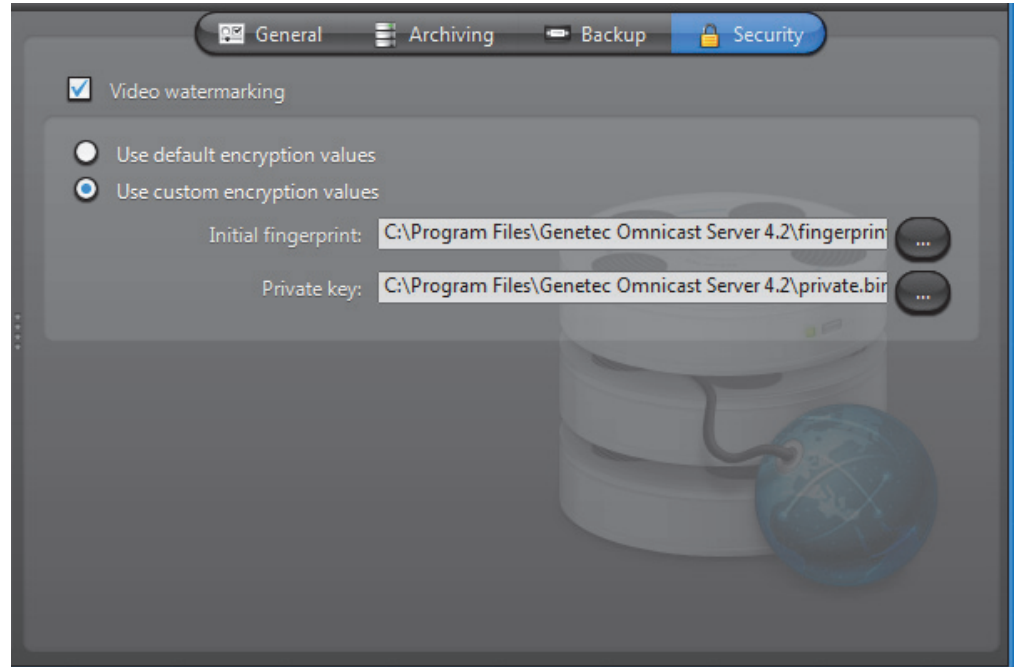 General Archiving Backup Security
Video watermarking
Use default encryption values
Use custom encryption values
Initial fingerprint: C:\Program Files\Genetec Omnicast Server 4.2\fingerprin
...
Private key: C:\Program Files\Genetec Omnicast Server 4.2\private.bin
...